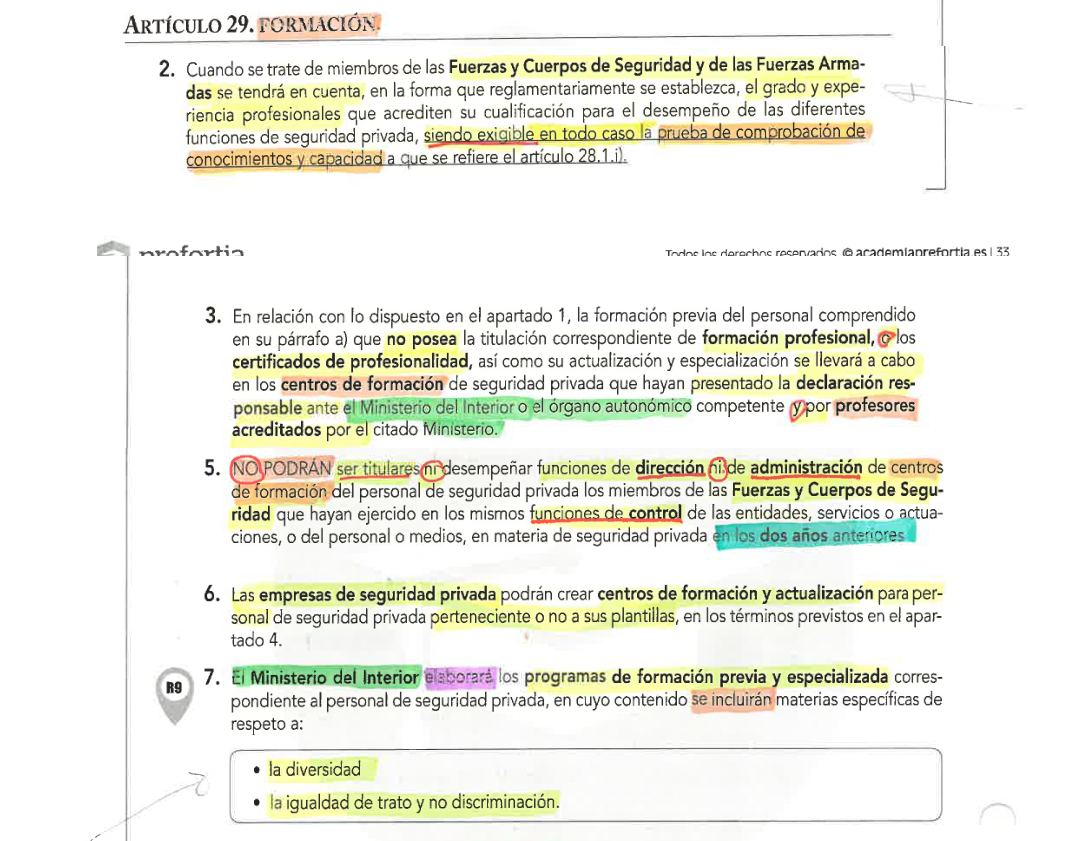 ARTÍCULO 29. FORMACIÓN.
2. Cuando se trate de miembros de las Fuerzas y Cuerpos de Seguridad y de las Fuerzas Arma-
das se tendrá en cuenta, en la forma que reglamentariamente se establezca, el grado y expe-
riencia profesionales que acrediten su cualificación para el desempeño de las diferentes
funciones de seguridad privada, siendo exigible en todo caso la prueba de comprobación de
conocimientos y capacidad a que se refiere el artículo 28.1.i).
prefortia
Todos los derechos reservados. © academiaprefortia.es | 33
3. En relación con lo dispuesto en el apartado 1, la formación previa del personal comprendido
en su párrafo a) que no posea la titulación correspondiente de formación profesional, o los
certificados de profesionalidad, así como su actualización y especialización se llevará a cabo
en los centros de formación de seguridad privada que hayan presentado la declaración res-
ponsable ante el Ministerio del Interior o el órgano autonómico competente y por profesores
acreditados por el citado Ministerio.
5. NO PODRÁN ser titulares ni desempeñar funciones de dirección ni de administración de centros
de formación del personal de seguridad privada los miembros de las Fuerzas y Cuerpos de Segu-
ridad que hayan ejercido en los mismos funciones de control de las entidades, servicios o actua-
ciones, o del personal o medios, en materia de seguridad privada en los dos años anteriores
6. Las empresas de seguridad privada podrán crear centros de formación y actualización para per-
sonal de seguridad privada perteneciente o no a sus plantillas, en los términos previstos en el apar-
tado 4.
R9
7. El Ministerio del Interior elaborará los programas de formación previa y especializada corres-
pondiente al personal de seguridad privada, en cuyo contenido se incluirán materias específicas de
respeto a:
• la diversidad
• la igualdad de trato y no discriminación.